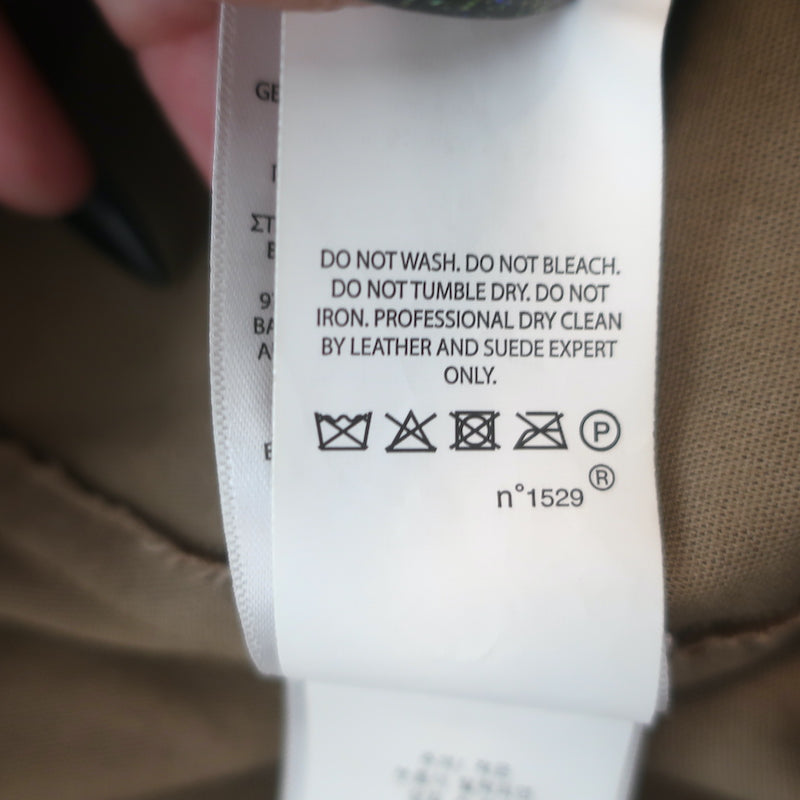 DO NOT WASH. DO NOT BLEACH.
DO NOT TUMBLE DRY. DO NOT
IRON. PROFESSIONAL DRY CLEAN
BY LEATHER AND SUEDE EXPERT
ONLY.
P
n°1529 ®